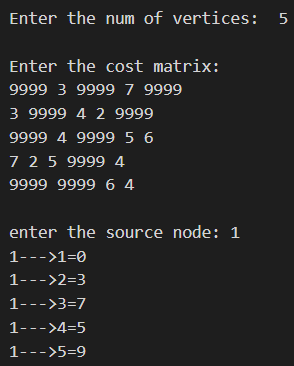 Enter the num of vertices:  5
Enter the cost matrix:
9999 3 9999 7 9999
3 9999 4 2 9999
9999 4 9999 5 6
7 2 5 9999 4
9999 9999 6 4
enter the source node: 1
1--->1=0
1--->2=3
1--->3=7
1--->4=5
1--->5=9